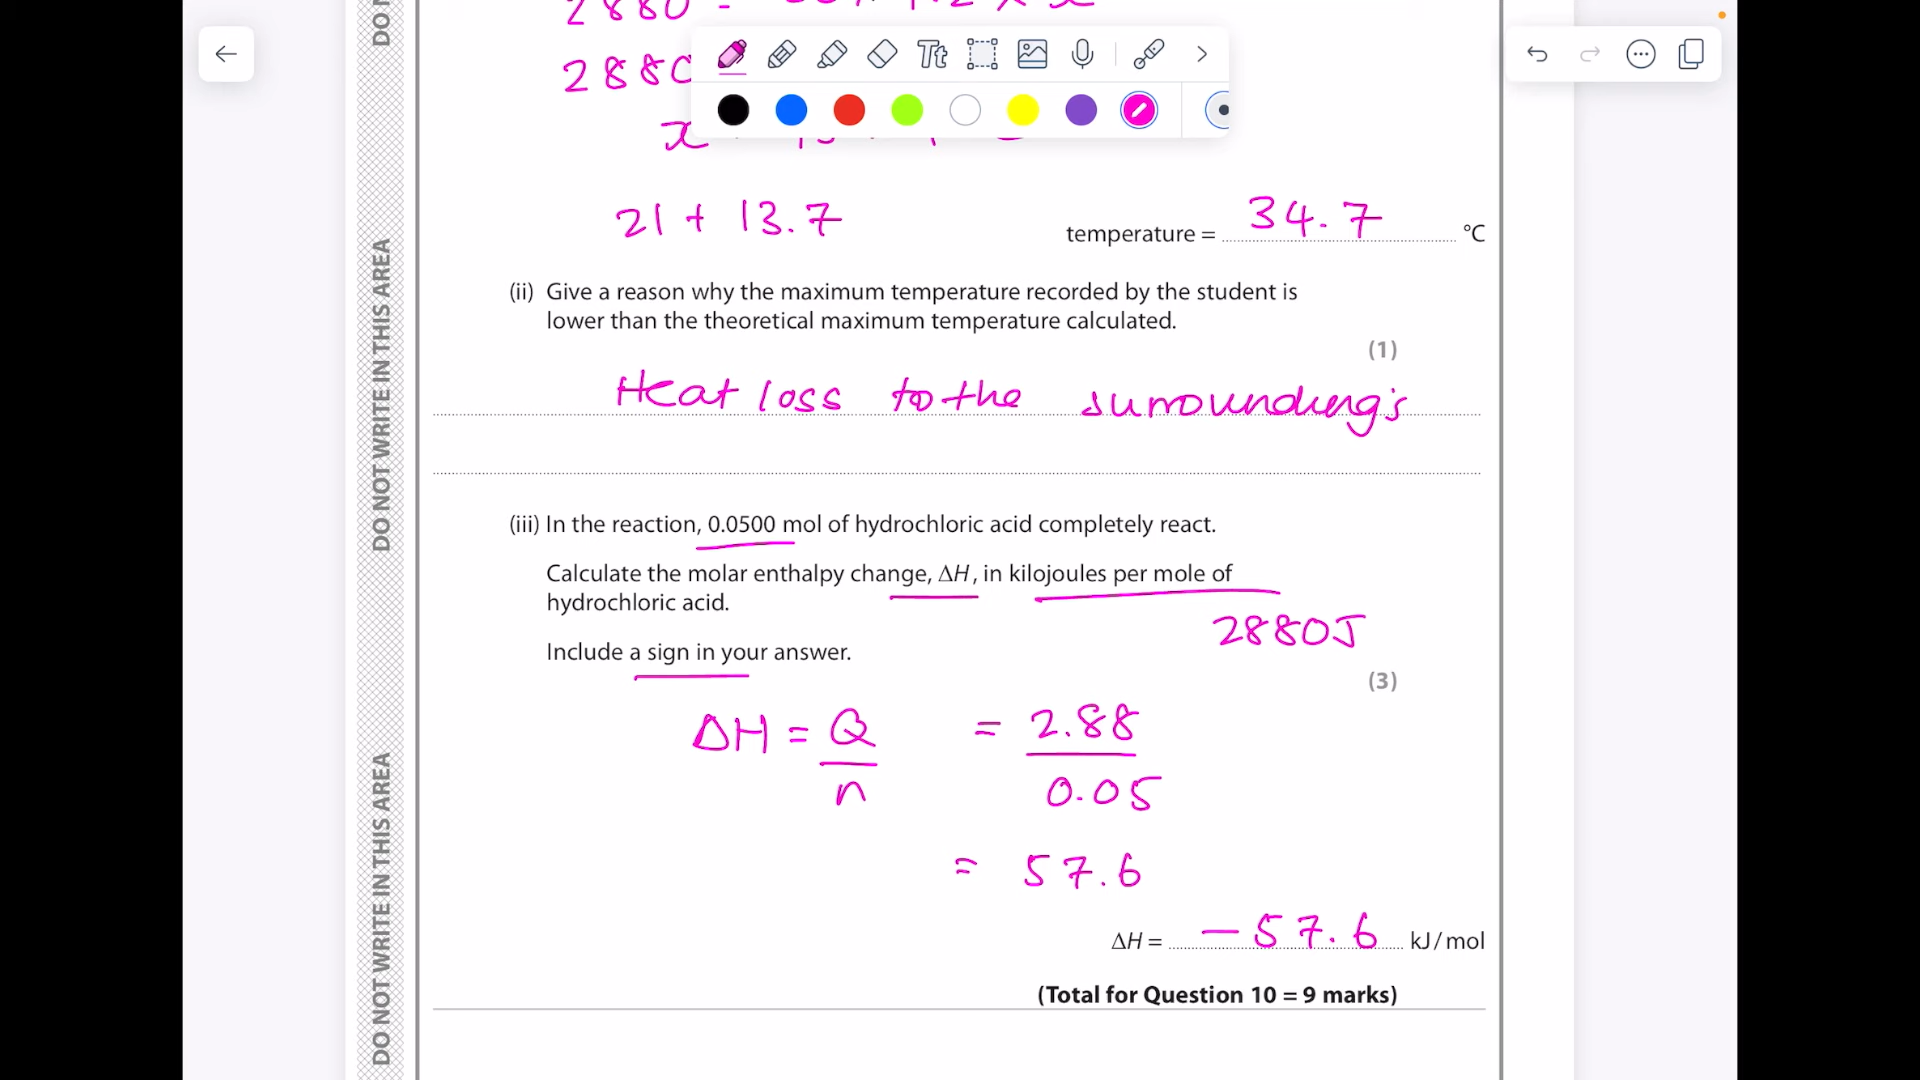 2880
2880
x
21 + 13.7
temperature = 34.7 °C
(ii) Give a reason why the maximum temperature recorded by the student is
lower than the theoretical maximum temperature calculated.
(1)
Heat loss to the surroundings
(iii) In the reaction, 0.0500 mol of hydrochloric acid completely react.
Calculate the molar enthalpy change, ΔH, in kilojoules per mole of
hydrochloric acid.
2880J
Include a sign in your answer.
(3)
ΔH = Q/n = 2.88/0.05
= 57.6
ΔH = -57.6 kJ/mol
(Total for Question 10 = 9 marks)
DO NOT WRITE IN THIS AREA
DO NOT WRITE IN THIS AREA
Tt